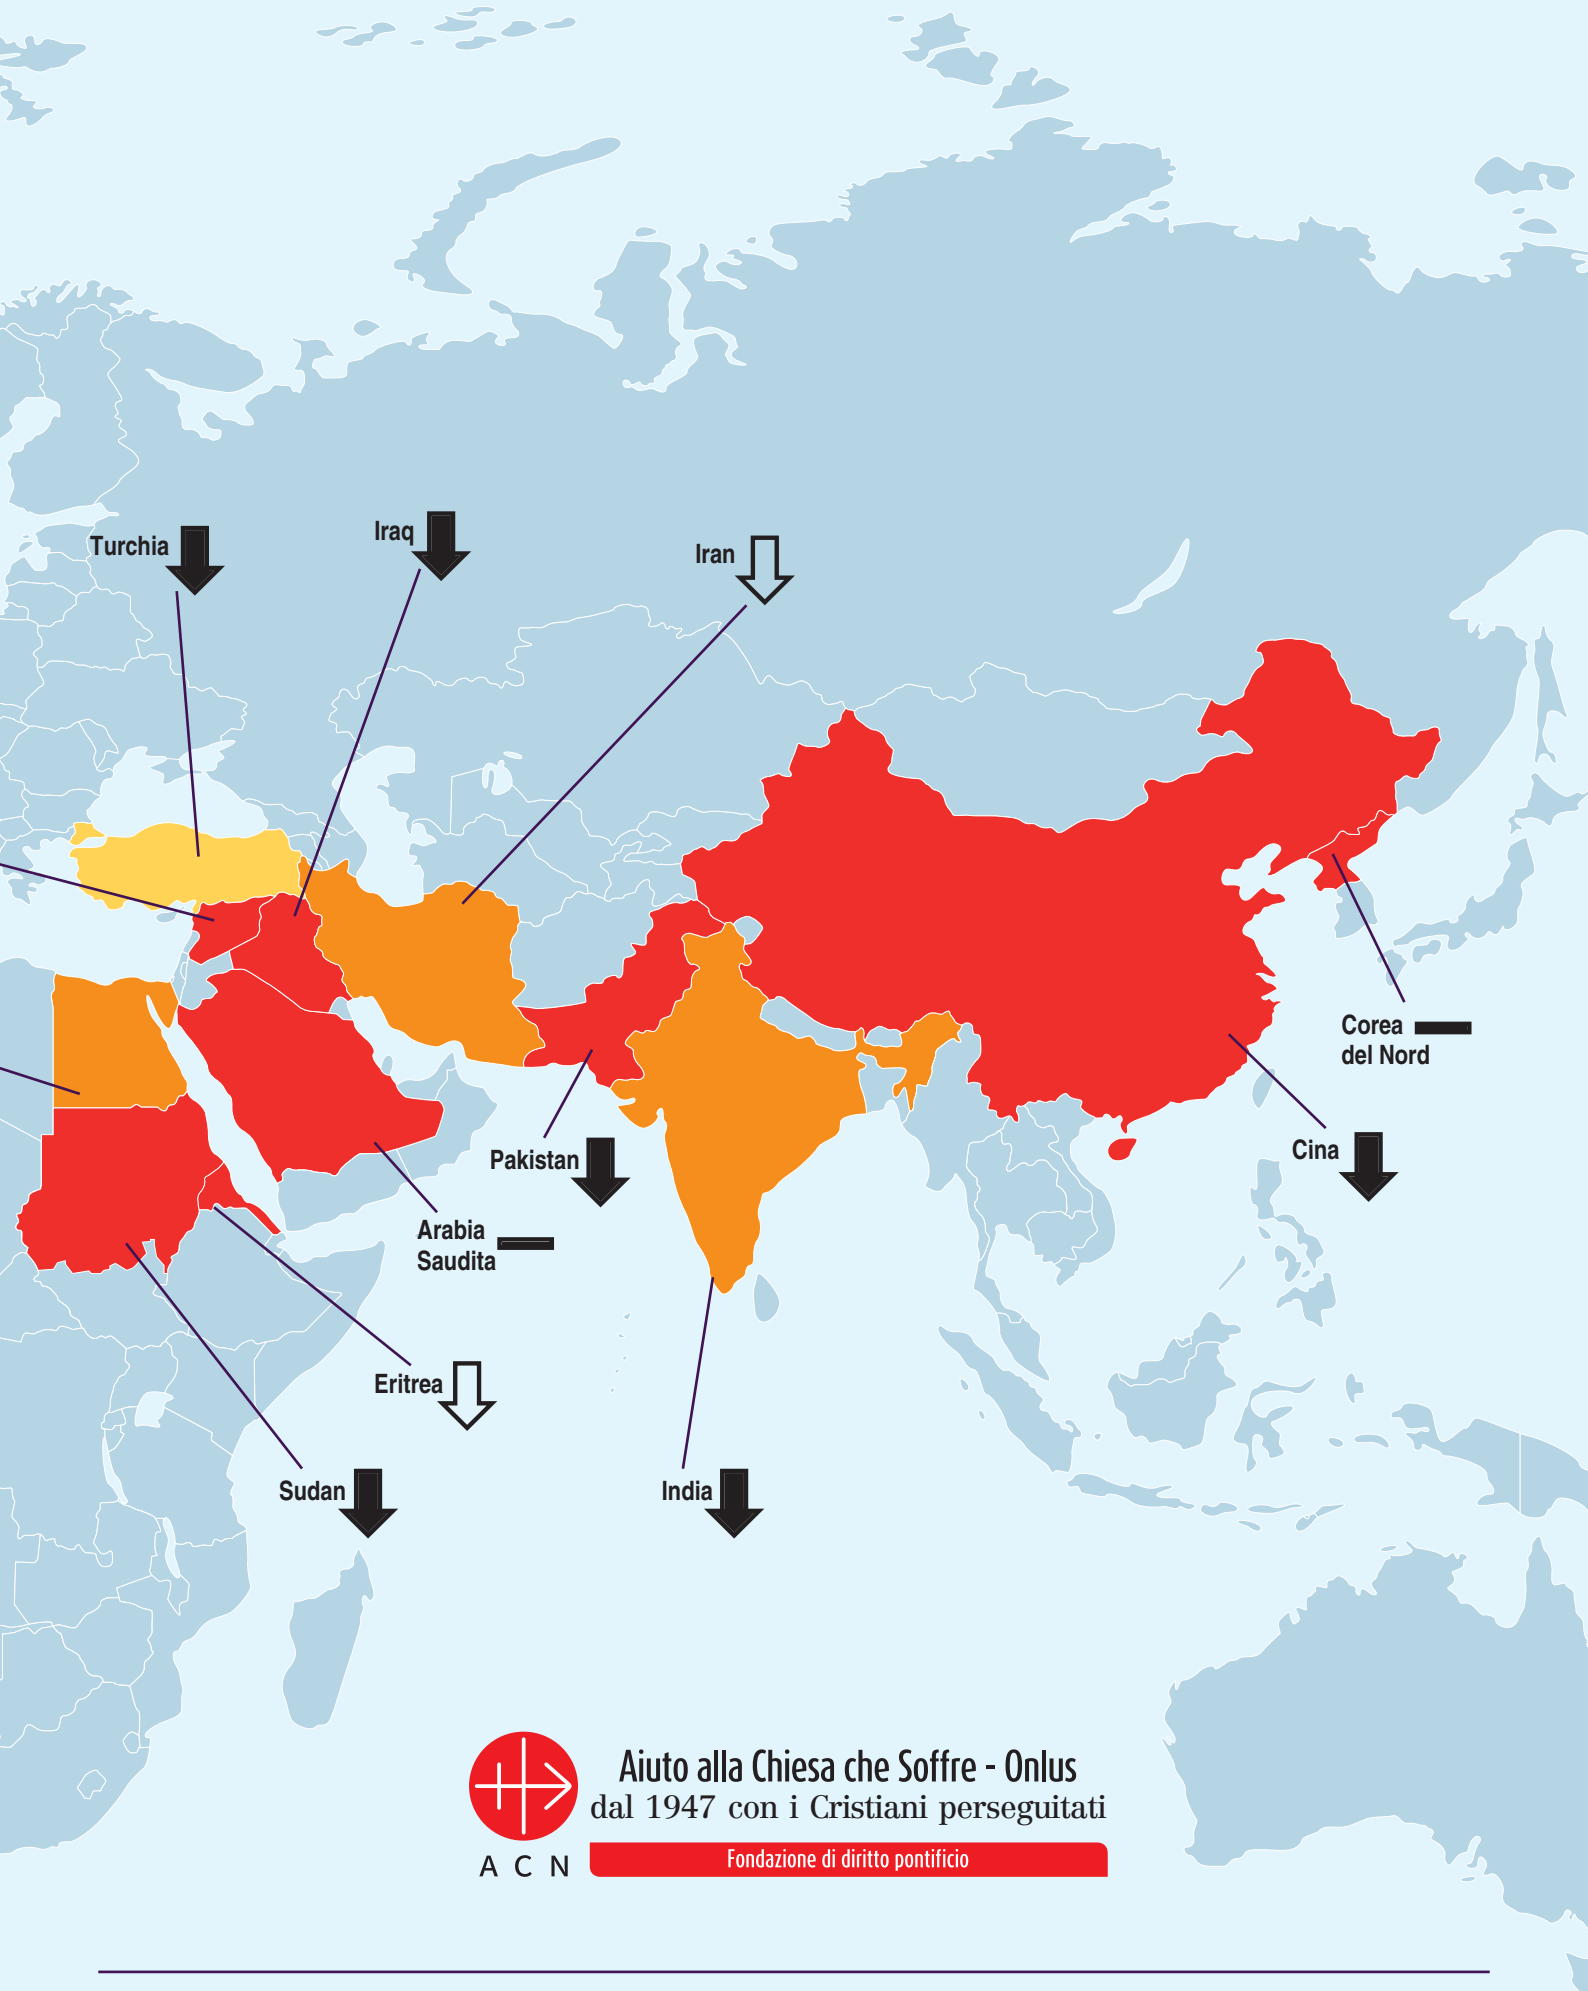 Turchia
Iraq
Iran
Corea
del Nord
Cina
Pakistan
Arabia
Saudita
Eritrea
Sudan
India
Aiuto alla Chiesa che Soffre - Onlus
dal 1947 con i Cristiani perseguitati
Fondazione di diritto pontificio
A C N